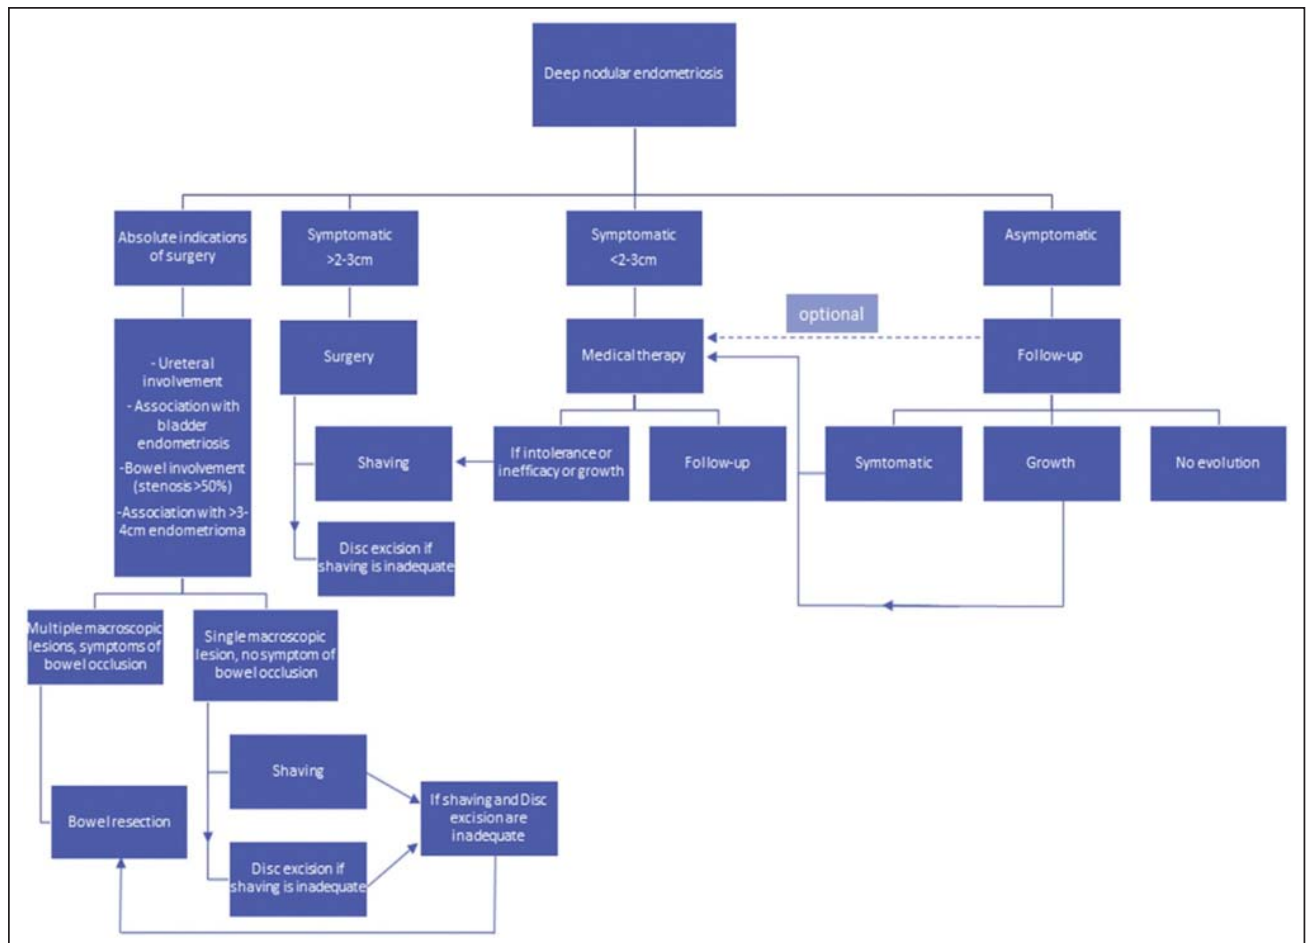 Deep nodular endometriosis
Absolute indications
of surgery
Symptomatic
>2-3cm
Symptomatic
<2-3cm
Asymptomatic
optional
- Ureteral
involvement
- Association with
bladder
endometriosis
-Bowel involvement
(stenosis >50%)
-Association with >3-
4cm endometrioma
Surgery
Medical therapy
Follow-up
Shaving
If intolerance or
inefficacy or growth
Follow-up
Symtomatic
Growth
No evolution
Disc excision if
shaving is inadequate
Multiple macroscopic
lesions, symptoms of
bowel occlusion
Single macroscopic
lesion, no symptom of
bowel occlusion
Shaving
Bowel resection
If shaving and Disc
excision are
inadequate
Disc excision if
shaving is inadequate